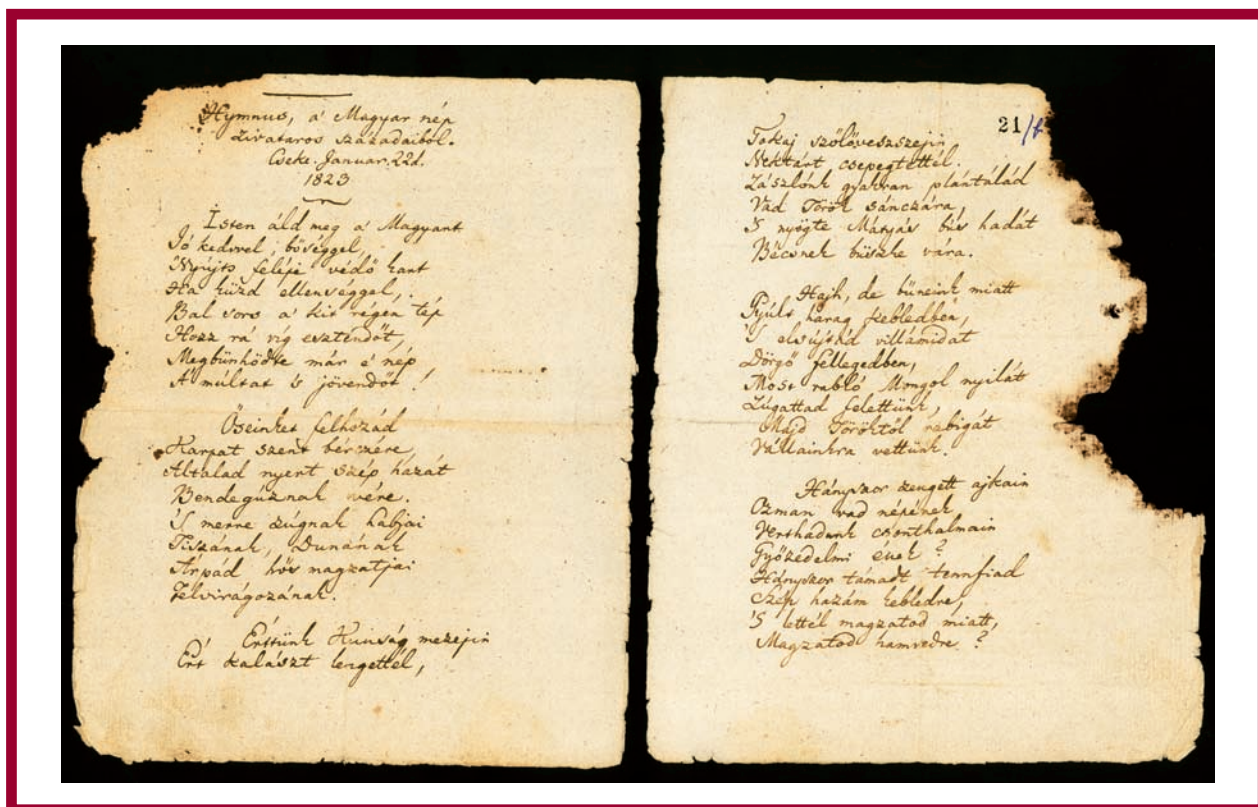 Hymnus, a' Magyar nép
zivataros századaiból.
Cseke. Januar. 22d.
1823
Isten áld meg a' Magyart
Jó kedvvel, bőséggel,
Nyújts feléje védő kart
Ha küzd ellenséggel,
Bal sors a' kit régen tép
Hozz rá víg esztendőt,
Megbűnhödte már e' nép
A' múltat 's jövendőt!
Őseinket felhozád
Kárpat szent bérczére,
Általad nyert szép hazát
Bendegúznak vére.
'S merre zúgnak habjai
Tiszának, Dunának
Árpád hős magzatjai
Felvirágozának.
Értünk Kunság mezejin
Ért kalászt lengettél,
21/b
Tokaj szőlővesszejin
Nektárt csepegtettél.
Zászlónk gyakran plántálád
Vad Török sánczára,
'S nyögte Mátyás bús hadát
Bécsnek büszke vára.
Hajh, de bűneink miatt
Gyúlt harag kebledben,
'S elsújtád villámidat
Dörgő fellegedben,
Most rabló Mongol nyilát
Zúgattad felettünk,
Majd Töröktől rabigát
Vállainkra vettünk.
Hányszor zengett ajkain
Ozman vad népének
Vert hadunk csonthalmain
Győzedelmi ének?
Hányszor támadt tennfiad
Szép hazám kebledre,
'S lettél magzatod miatt,
Magzatod hamvedre?